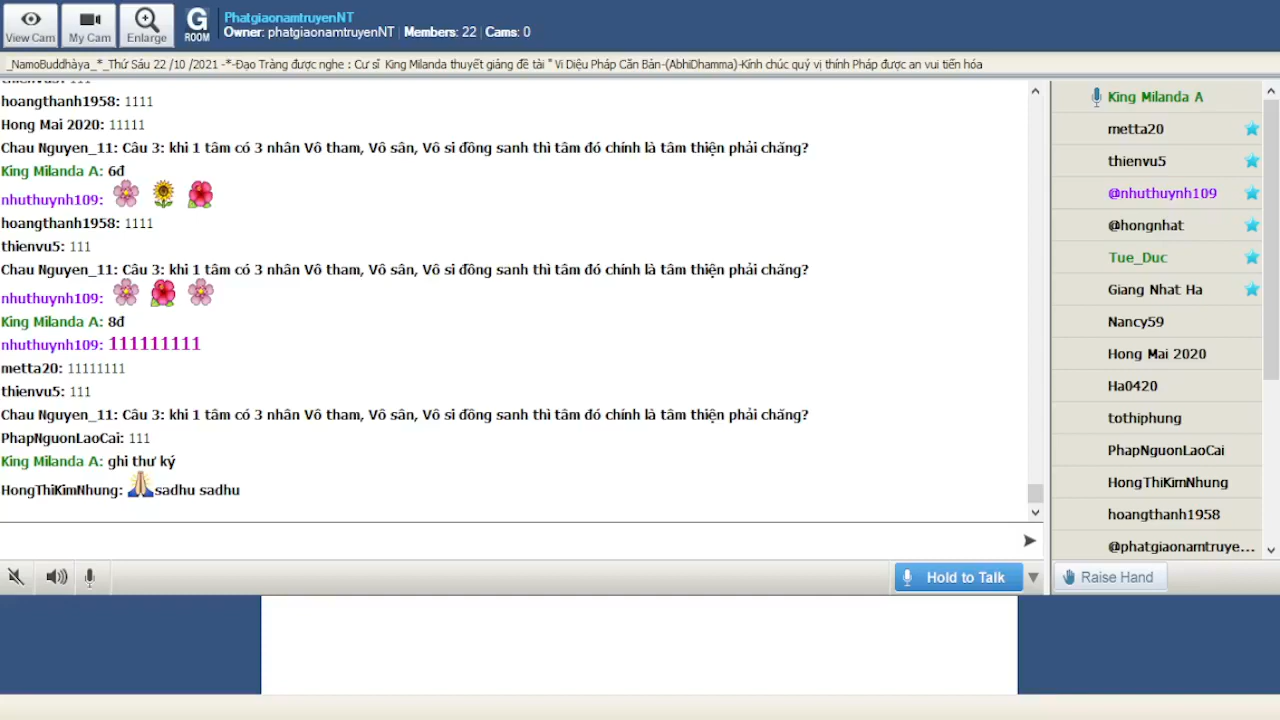 View Cam
My Cam
Enlarge
G
ROOM
PhatgiaonamtruyenNT
Owner: phatgiaonamtruyenNT | Members: 22 | Cams: 0
_NamoBuddhàya_*_Thứ Sáu 22 /10 /2021 -*-Đạo Tràng được nghe : Cư sĩ King Milanda thuyết giảng đề tài " Vi Diệu Pháp Căn Bản-(AbhiDhamma)-Kính chúc quý vị thính Pháp được an vui tiến hóa
thienvu5: 111
hoangthanh1958: 1111
Hong Mai 2020: 11111
Chau Nguyen_11: Câu 3: khi 1 tâm có 3 nhân Vô tham, Vô sân, Vô si đồng sanh thì tâm đó chính là tâm thiện phải chăng?
King Milanda A: 6đ
nhuthuynh109:
hoangthanh1958: 1111
thienvu5: 111
Chau Nguyen_11: Câu 3: khi 1 tâm có 3 nhân Vô tham, Vô sân, Vô si đồng sanh thì tâm đó chính là tâm thiện phải chăng?
nhuthuynh109:
King Milanda A: 8đ
nhuthuynh109: 111111111
metta20: 11111111
thienvu5: 111
Chau Nguyen_11: Câu 3: khi 1 tâm có 3 nhân Vô tham, Vô sân, Vô si đồng sanh thì tâm đó chính là tâm thiện phải chăng?
PhapNguonLaoCai: 111
King Milanda A: ghi thư ký
HongThiKimNhung: sadhu sadhu
Hold to Talk
King Milanda A
metta20
thienvu5
@nhuthuynh109
@hongnhat
Tue_Duc
Giang Nhat Ha
Nancy59
Hong Mai 2020
Ha0420
tothiphung
PhapNguonLaoCai
HongThiKimNhung
hoangthanh1958
@phatgiaonamtruye...
Raise Hand